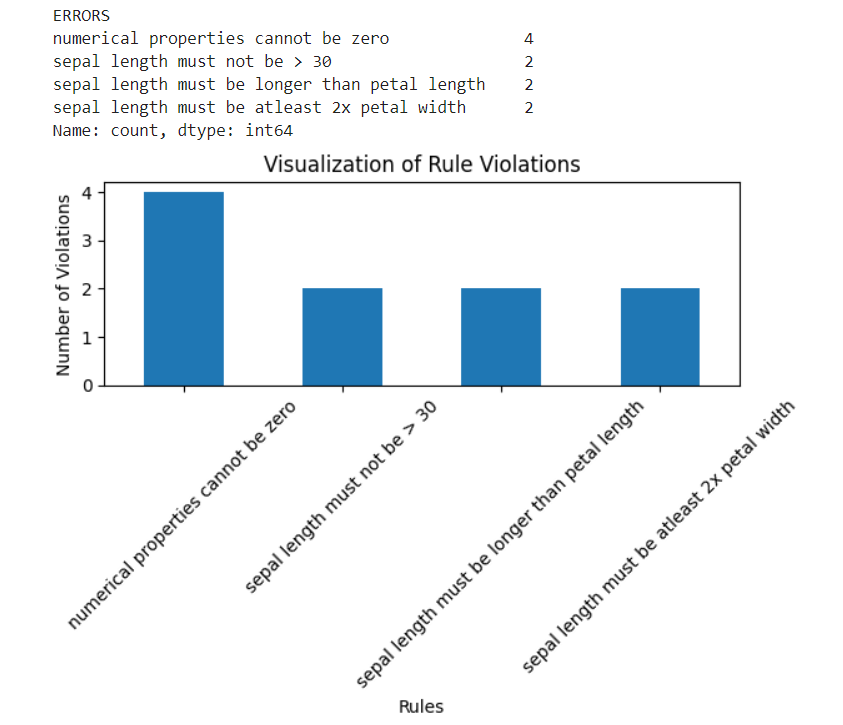 ERRORS
numerical properties cannot be zero 4
sepal length must not be > 30 2
sepal length must be longer than petal length 2
sepal length must be atleast 2x petal width 2
Name: count, dtype: int64
Visualization of Rule Violations
Number of Violations
4
3
2
1
0
numerical properties cannot be zero
sepal length must not be > 30
sepal length must be longer than petal length
sepal length must be atleast 2x petal width
Rules